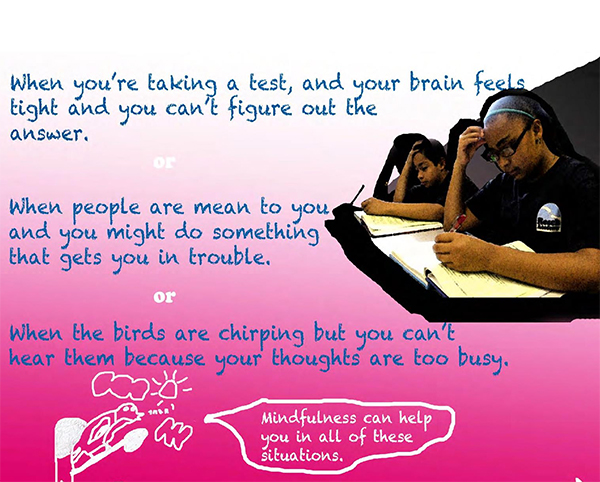 When you're taking a test, and your brain feels
tight and you can't figure out the
answer.
or
When people are mean to you
and you might do something
that gets you in trouble.
or
When the birds are chirping but you can't
hear them because your thoughts are too busy.
Mindfulness can help
you in all of these
situations.